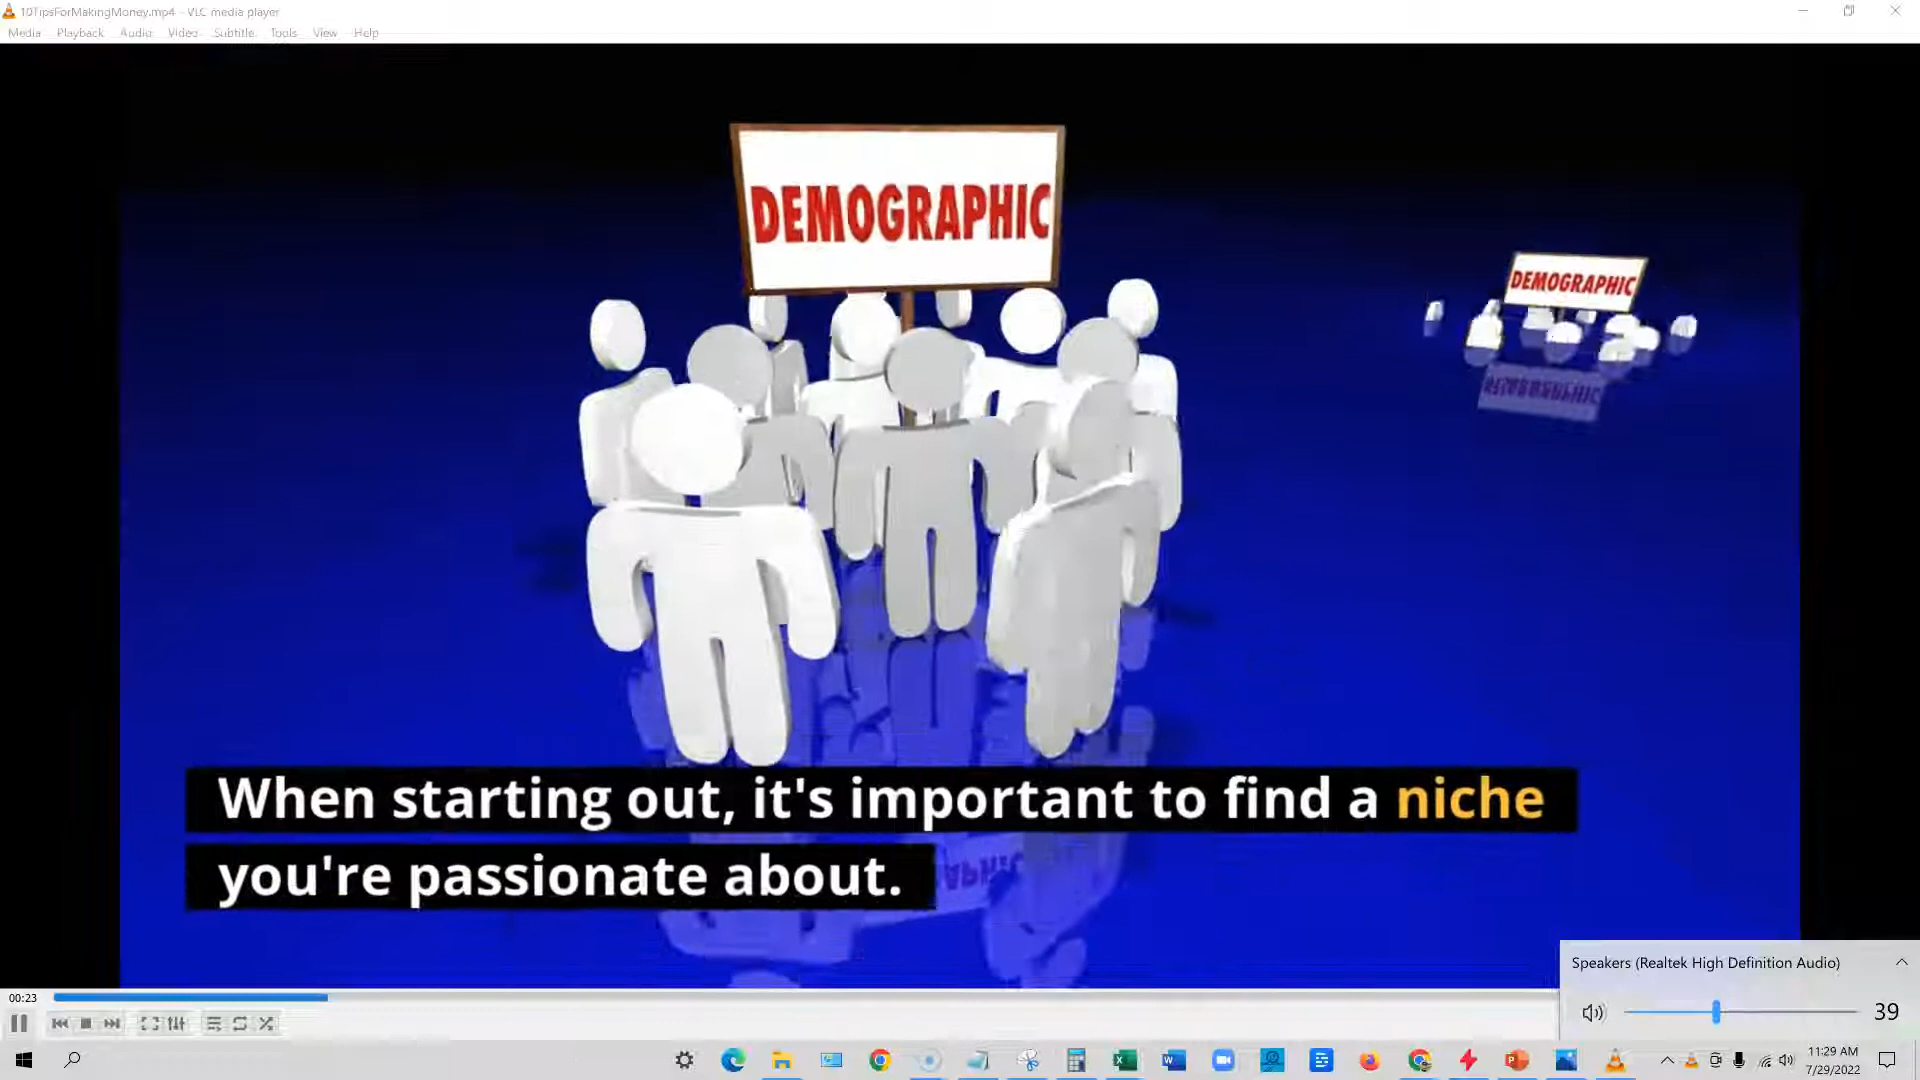 10TipsForMakingMoney.mp4 - VLC media player
Media Playback Audio Video Subtitle Tools View Help
DEMOGRAPHIC
DEMOGRAPHIC
When starting out, it's important to find a niche
you're passionate about.
Speakers (Realtek High Definition Audio)
39
00:23
11:29 AM
7/29/2022